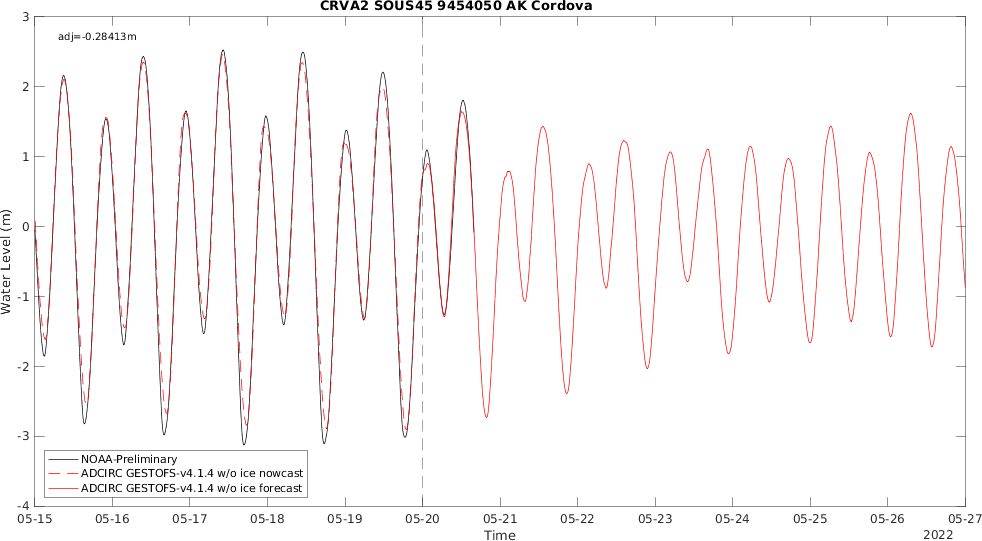 CRVA2 SOUS45 9454050 AK Cordova
adj=-0.28413m
Water Level (m)
3
2
1
0
-1
-2
-3
-4
NOAA-Preliminary
ADCIRC GESTOFS-v4.1.4 w/o ice nowcast
ADCIRC GESTOFS-v4.1.4 w/o ice forecast
05-15 05-16 05-17 05-18 05-19 05-20 05-21 05-22 05-23 05-24 05-25 05-26 05-27
Time
2022